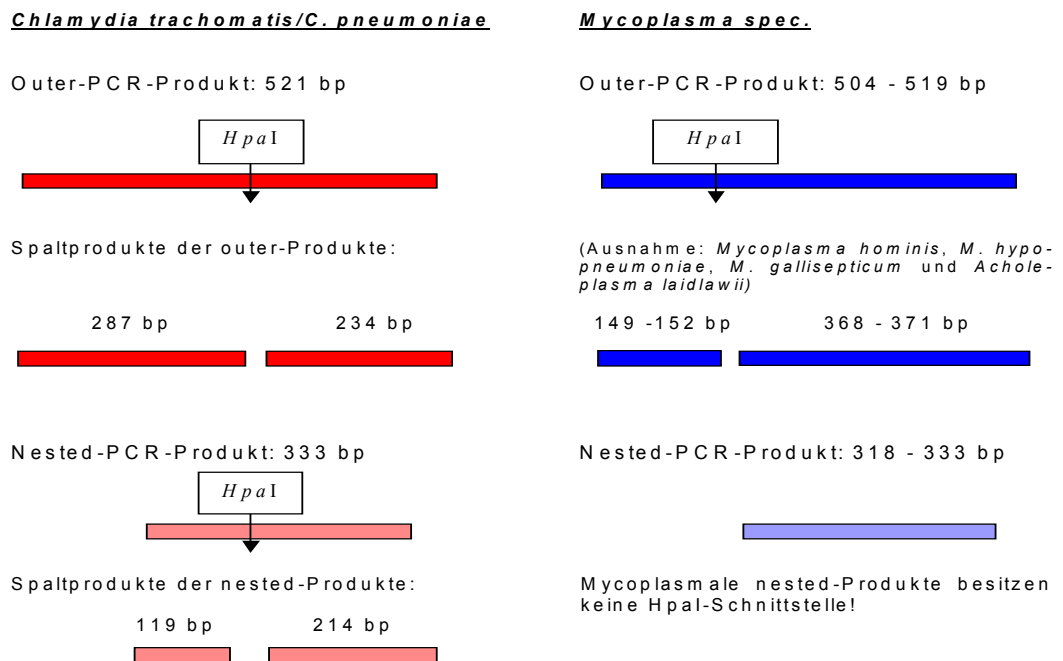 Chlamydia trachomatis/C. pneumoniae
Outer-PCR-Produkt: 521 bp
HpaI
Spaltprodukte der outer-Produkte:
287 bp 234 bp
Nested-PCR-Produkt: 333 bp
HpaI
Spaltprodukte der nested-Produkte:
119 bp 214 bp
Mycoplasma spec.
Outer-PCR-Produkt: 504 - 519 bp
HpaI
(Ausnahme: Mycoplasma hominis, M. hypo-
pneumoniae, M. gallisepticum und Achole-
plasma laidlawii)
149 -152 bp 368 - 371 bp
Nested-PCR-Produkt: 318 - 333 bp
Mycoplasmale nested-Produkte besitzen
keine HpaI-Schnittstelle!